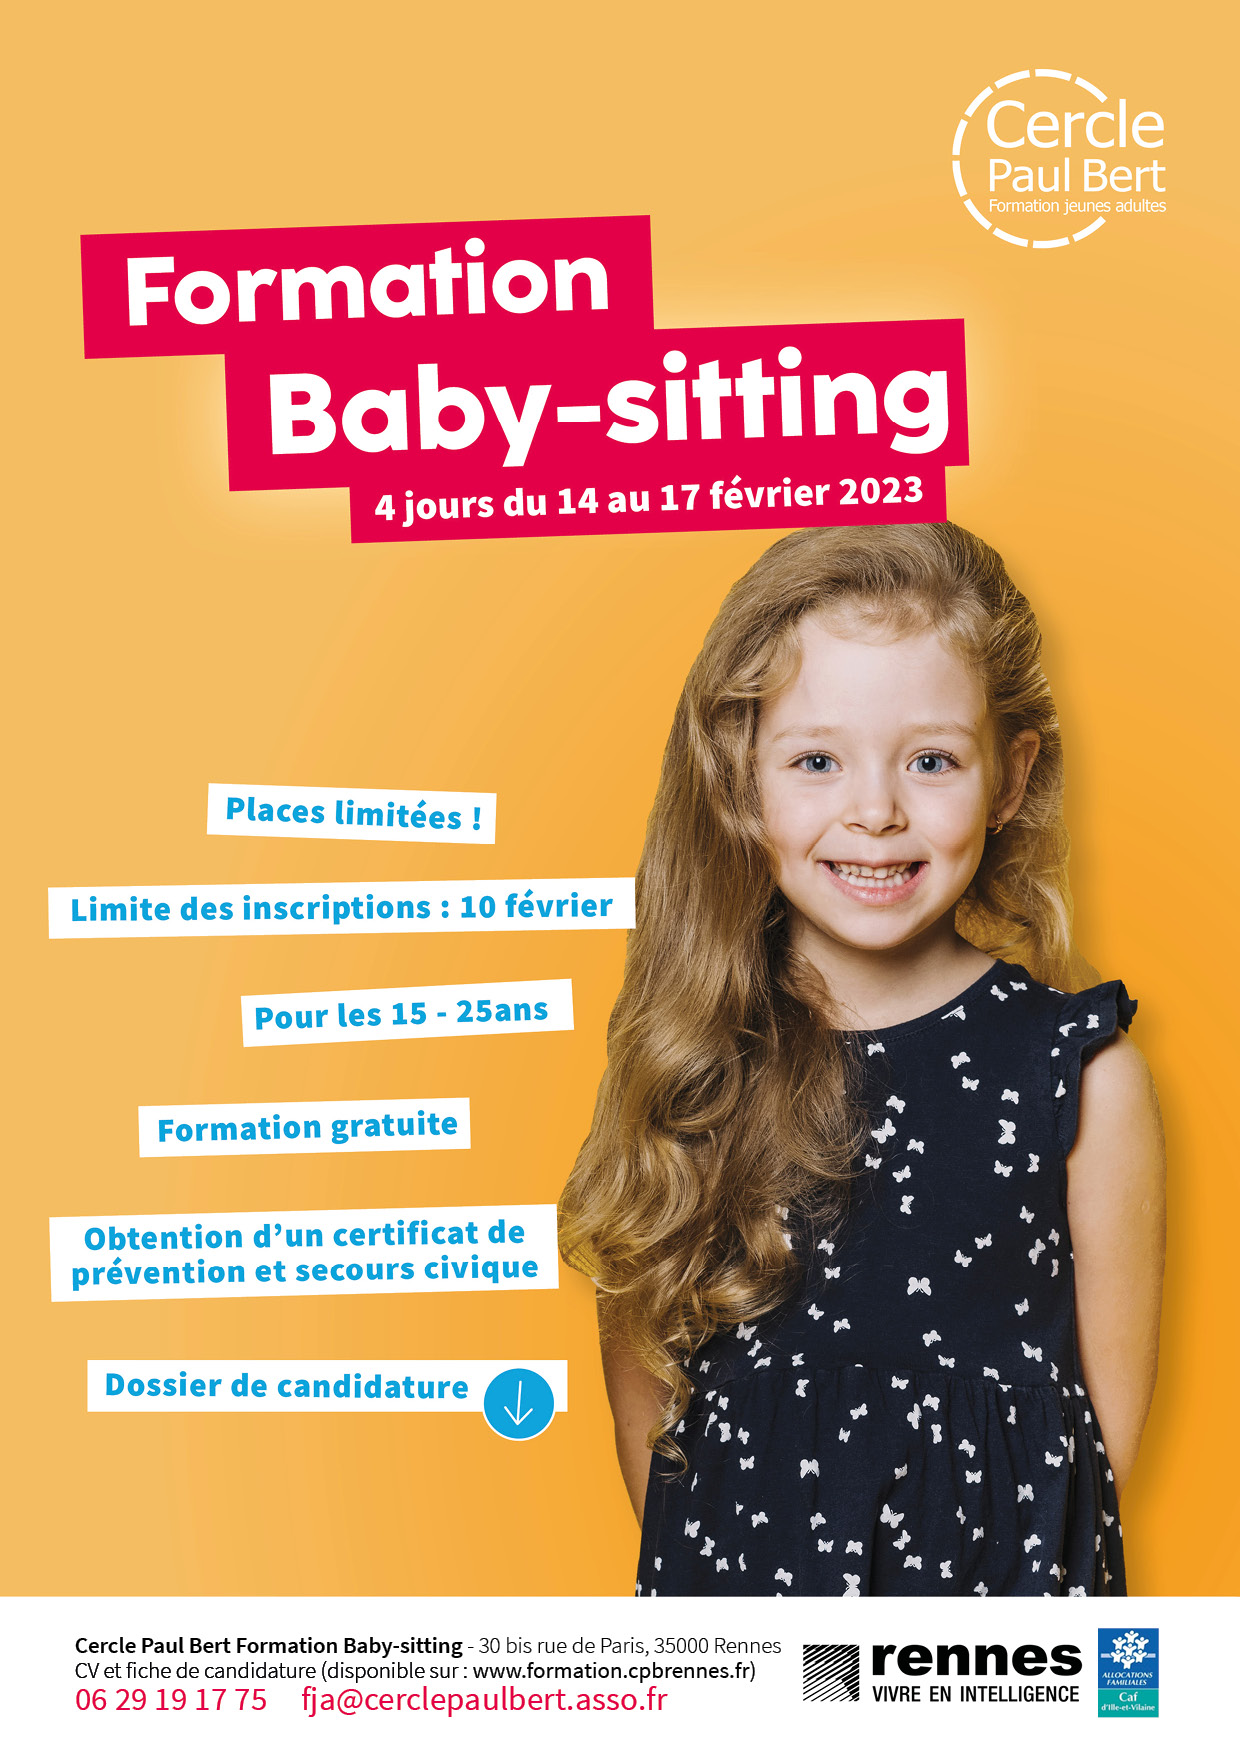 Cercle
Paul Bert
Formation jeunes adultes
Formation
Baby-sitting
4 jours du 14 au 17 février 2023
Places limitées !
Limite des inscriptions : 10 février
Pour les 15 - 25ans
Formation gratuite
Obtention d’un certificat de
prévention et secours civique
Dossier de candidature
Cercle Paul Bert Formation Baby-sitting - 30 bis rue de Paris, 35000 Rennes
CV et fiche de candidature (disponible sur : www.formation.cpbrennes.fr)
06 29 19 17 75 fja@cerclepaulbert.asso.fr
rennes
VIVRE EN INTELLIGENCE
ALLOCATIONS
FAMILIALES
Caf
d'Ille-et-Vilaine